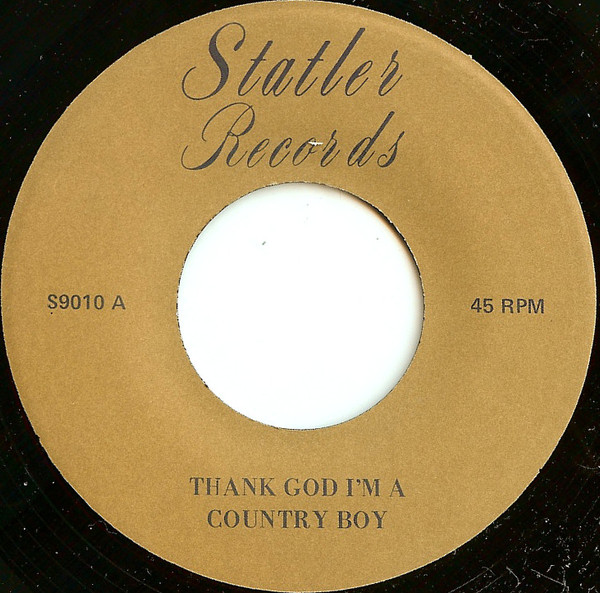 Statler
Records
S9010 A
45 RPM
THANK GOD I'M A
COUNTRY BOY